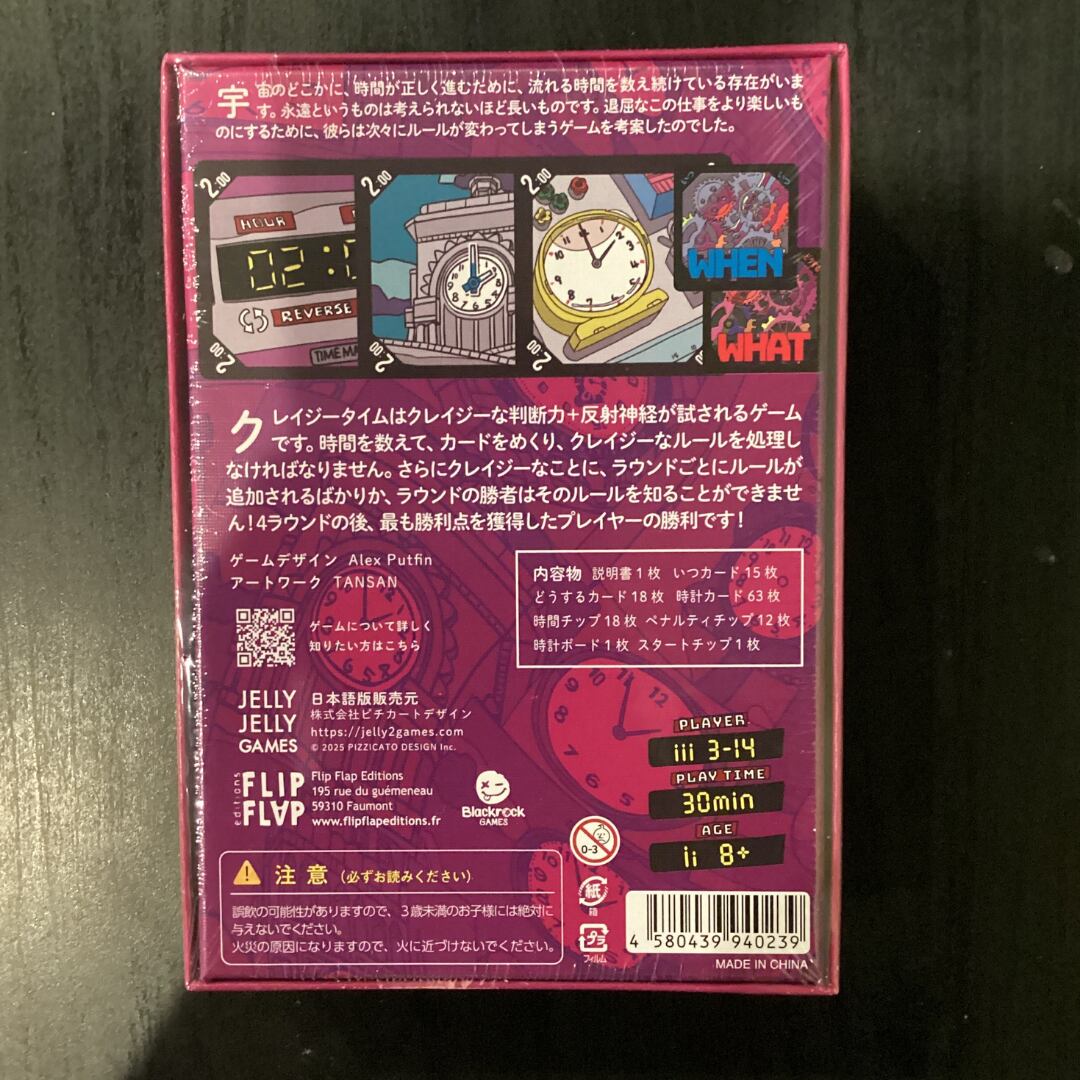 宇宙のどこかに、時間が正しく進むために、流れる時間を数え続けている存在がいま
す。永遠というものは考えられないほど長いものです。退屈なこの仕事をより楽しいも
のにするために、彼らは次々にルールが変わってしまうゲームを考案したのでした。
2:00
2:00
2:00
HOUR
02:0
REVERSE
TIME MA
2:00
2:00
2:00
WHEN
WHAT
クレイジータイムはクレイジーな判断力+反射神経が試されるゲーム
です。時間を数えて、カードをめくり、クレイジーなルールを処理し
なければなりません。さらにクレイジーなことに、ラウンドごとにルールが
追加されるばかりか、ラウンドの勝者はそのルールを知ることができませ
ん!4ラウンドの後、最も勝利点を獲得したプレイヤーの勝利です!
ゲームデザイン Alex Putfin
アートワーク TANSAN
ゲームについて詳しく
知りたい方はこちら
内容物 説明書1枚 いつカード15枚
どうするカード18枚 時計カード63枚
時間チップ18枚 ペナルティチップ12枚
時計ボード1枚 スタートチップ1枚
JELLY
JELLY
GAMES
日本語版販売元
株式会社ピチカートデザイン
https://jelly2games.com
© 2025 PIZZICATO DESIGN Inc.
editions
FLIP
FLAP
Flip Flap Editions
195 rue du guémeneau
59310 Faumont
www.flipflapeditions.fr
Blackrock
GAMES
PLAYER
3-14
PLAY TIME
30min
AGE
8+
0-3
紙
箱
プラ
フィルム
注意(必ずお読みください)
誤飲の可能性がありますので、3歳未満のお子様には絶対に
与えないでください。
火災の原因になりますので、火に近づけないでください。
4 580439 940239
MADE IN CHINA